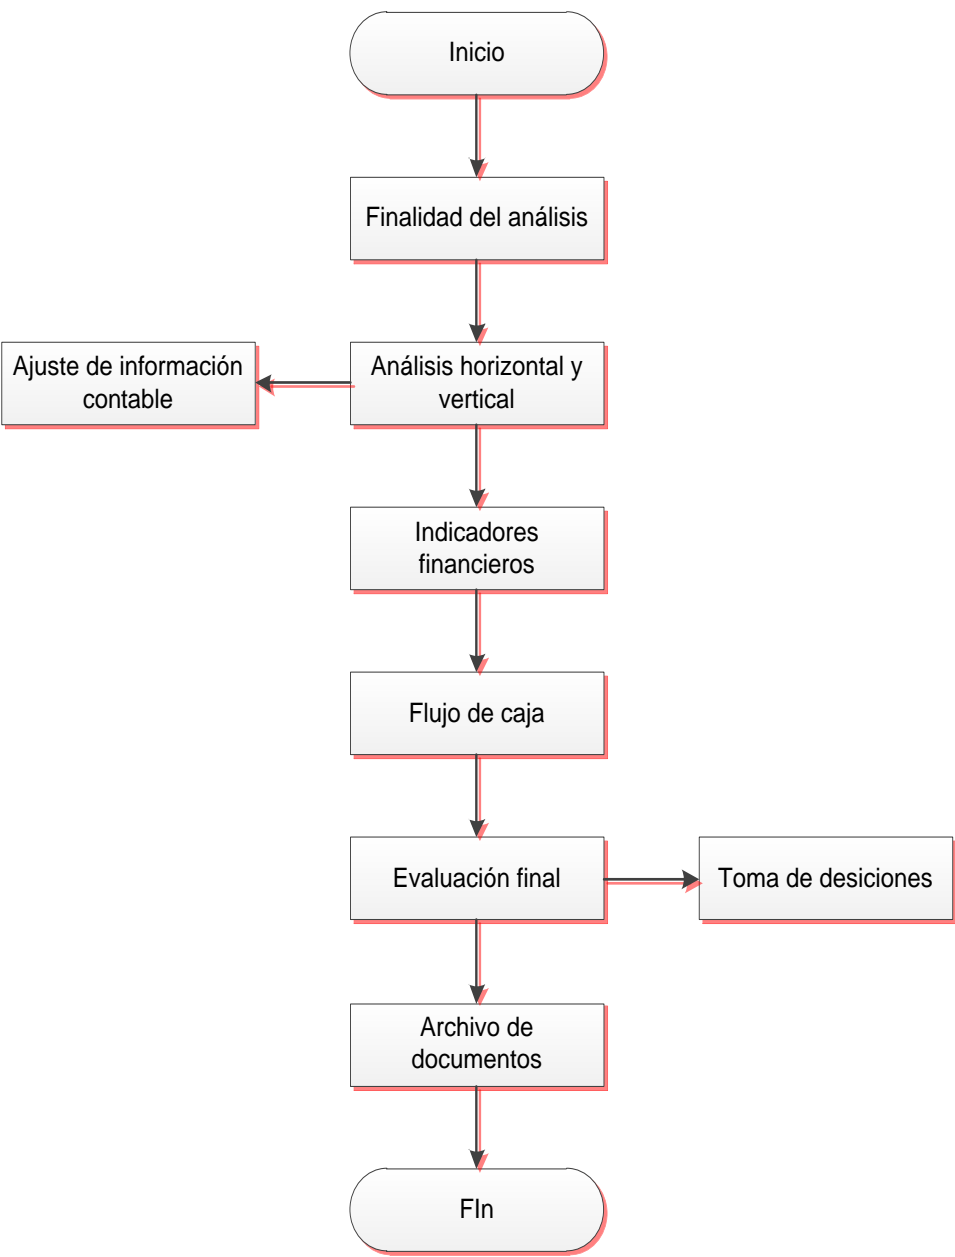 Inicio
Finalidad del análisis
Ajuste de información
contable
Análisis horizontal y
vertical
Indicadores
financieros
Flujo de caja
Evaluación final
Toma de desiciones
Archivo de
documentos
FIn